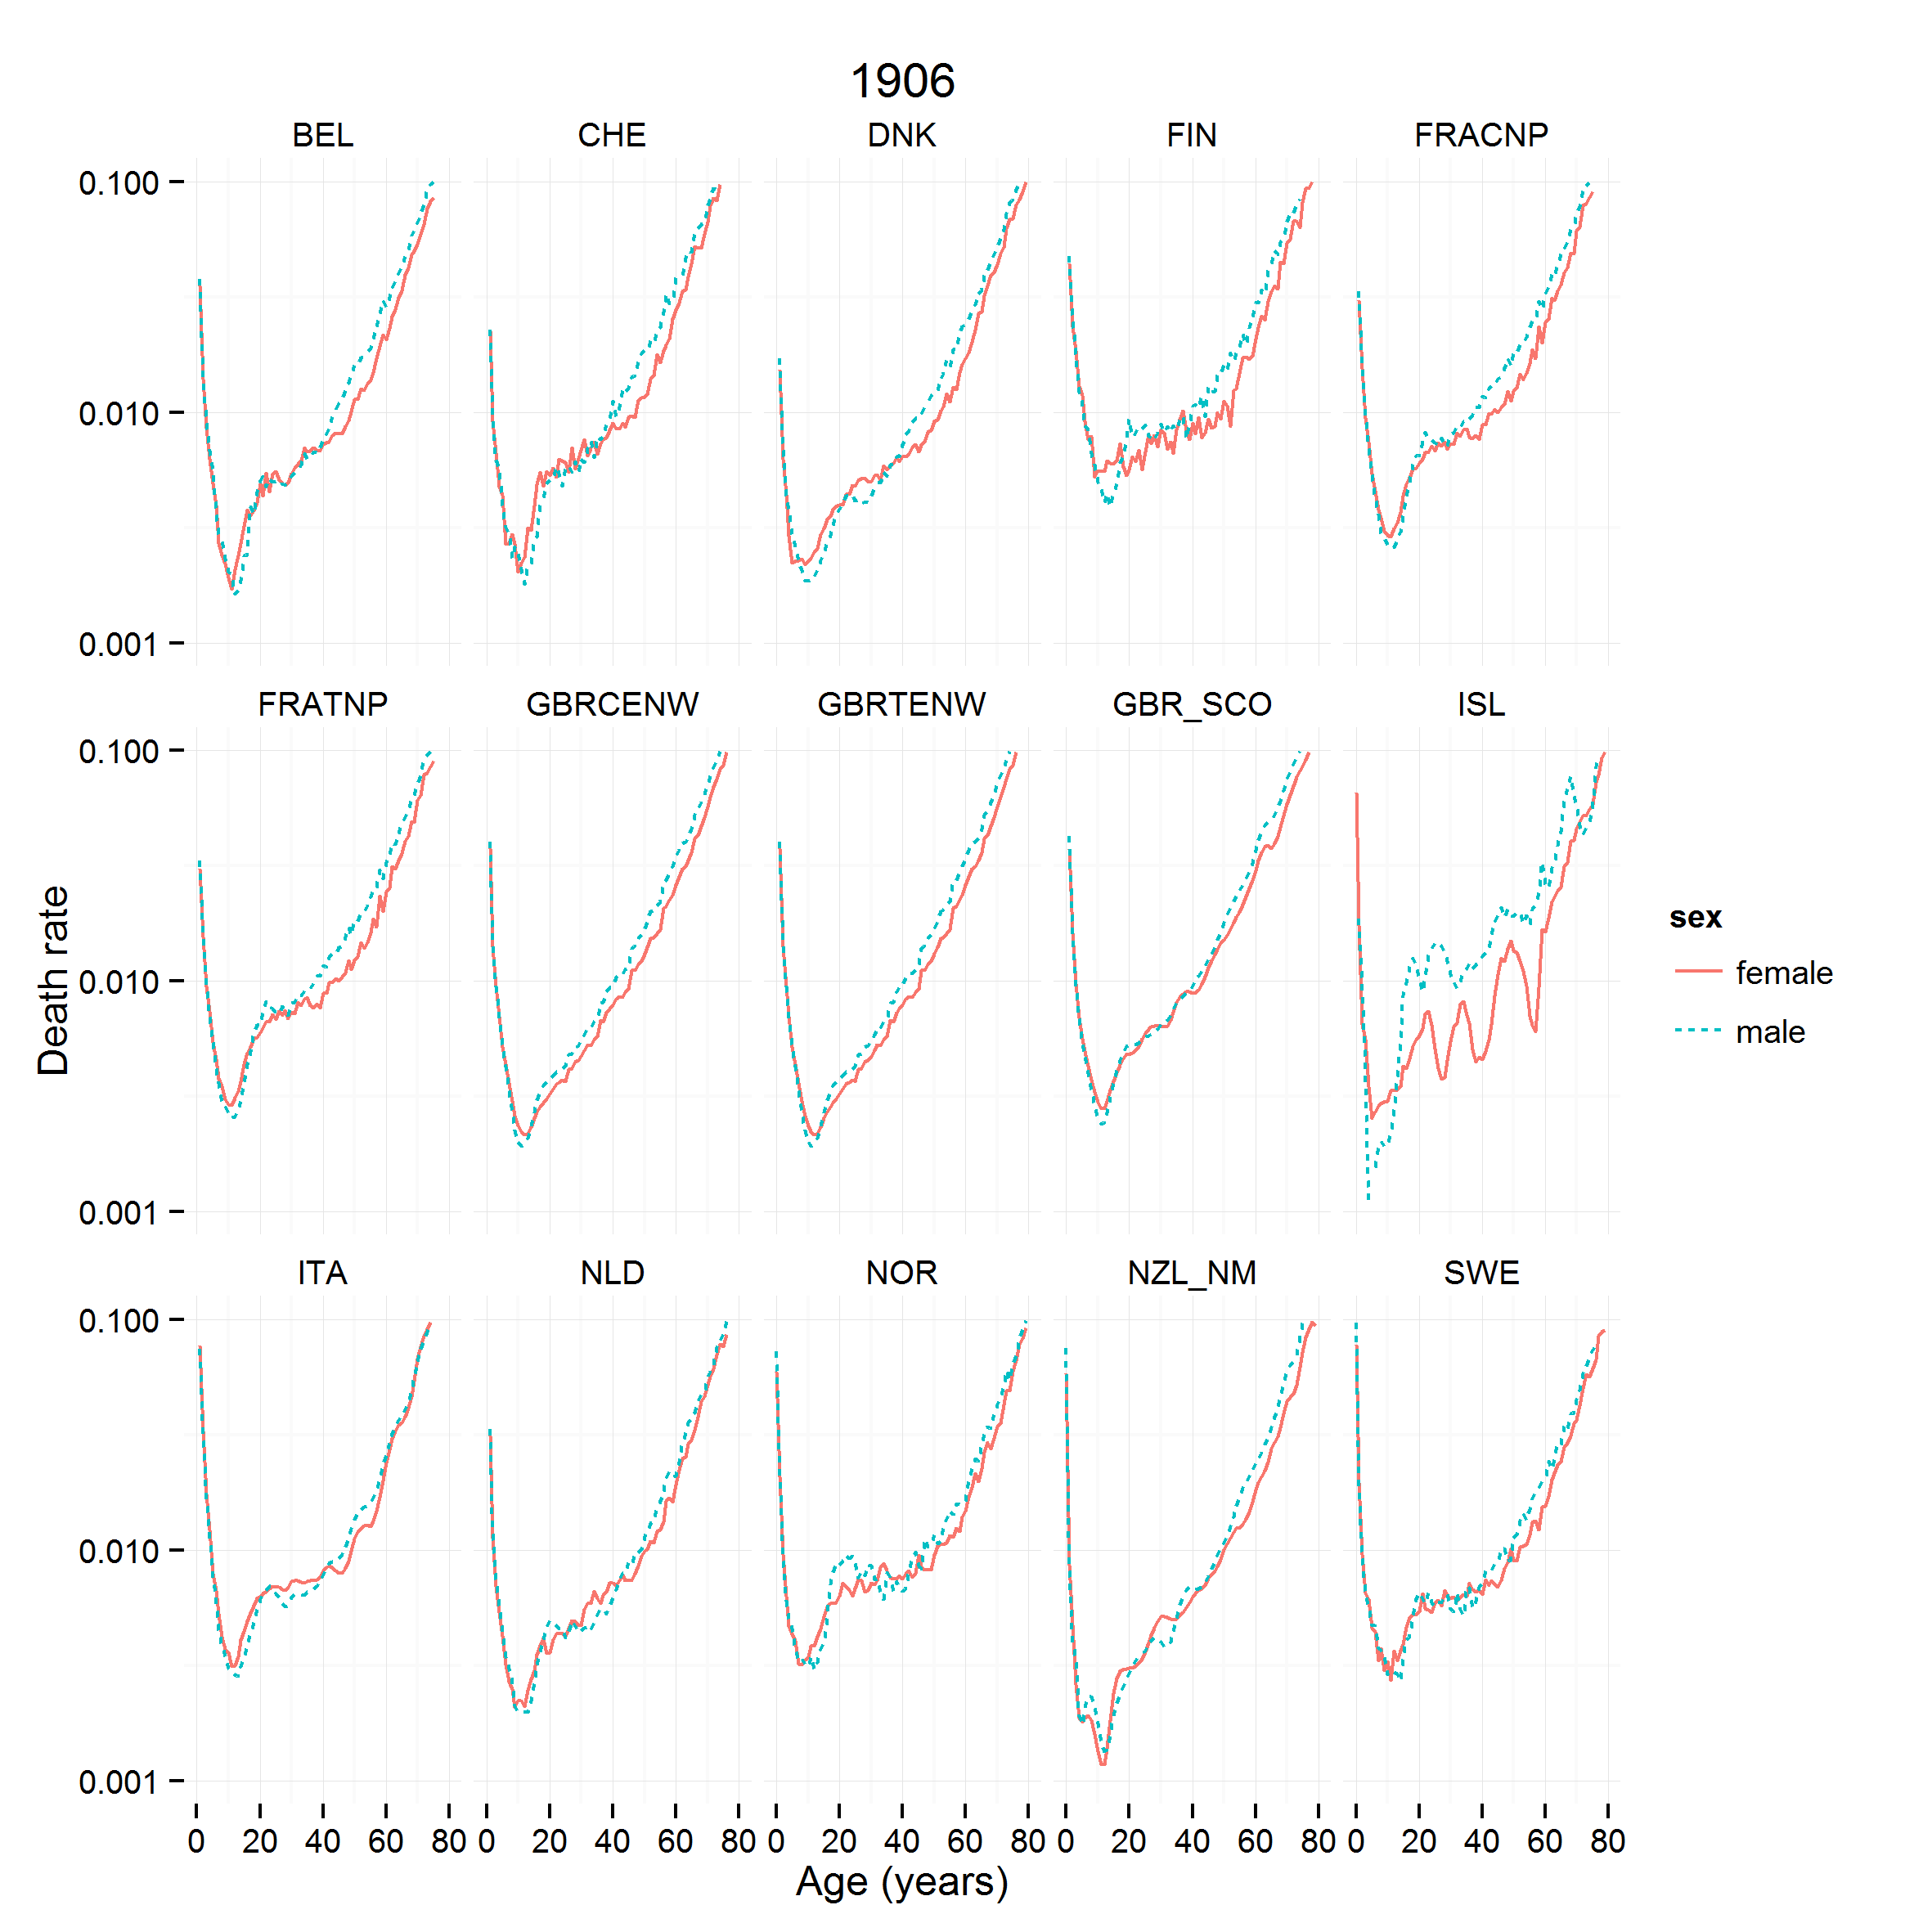 1906
BEL CHE DNK FIN FRACNP
0.100
0.010
0.001
FRATNP GBRCENW GBRTENW GBR_SCO ISL
0.100
0.010
0.001
ITA NLD NOR NZL_NM SWE
0.100
0.010
0.001
0 20 40 60 80 0 20 40 60 80 0 20 40 60 80 0 20 40 60 80 0 20 40 60 80
Age (years)
Death rate
sex
female
male